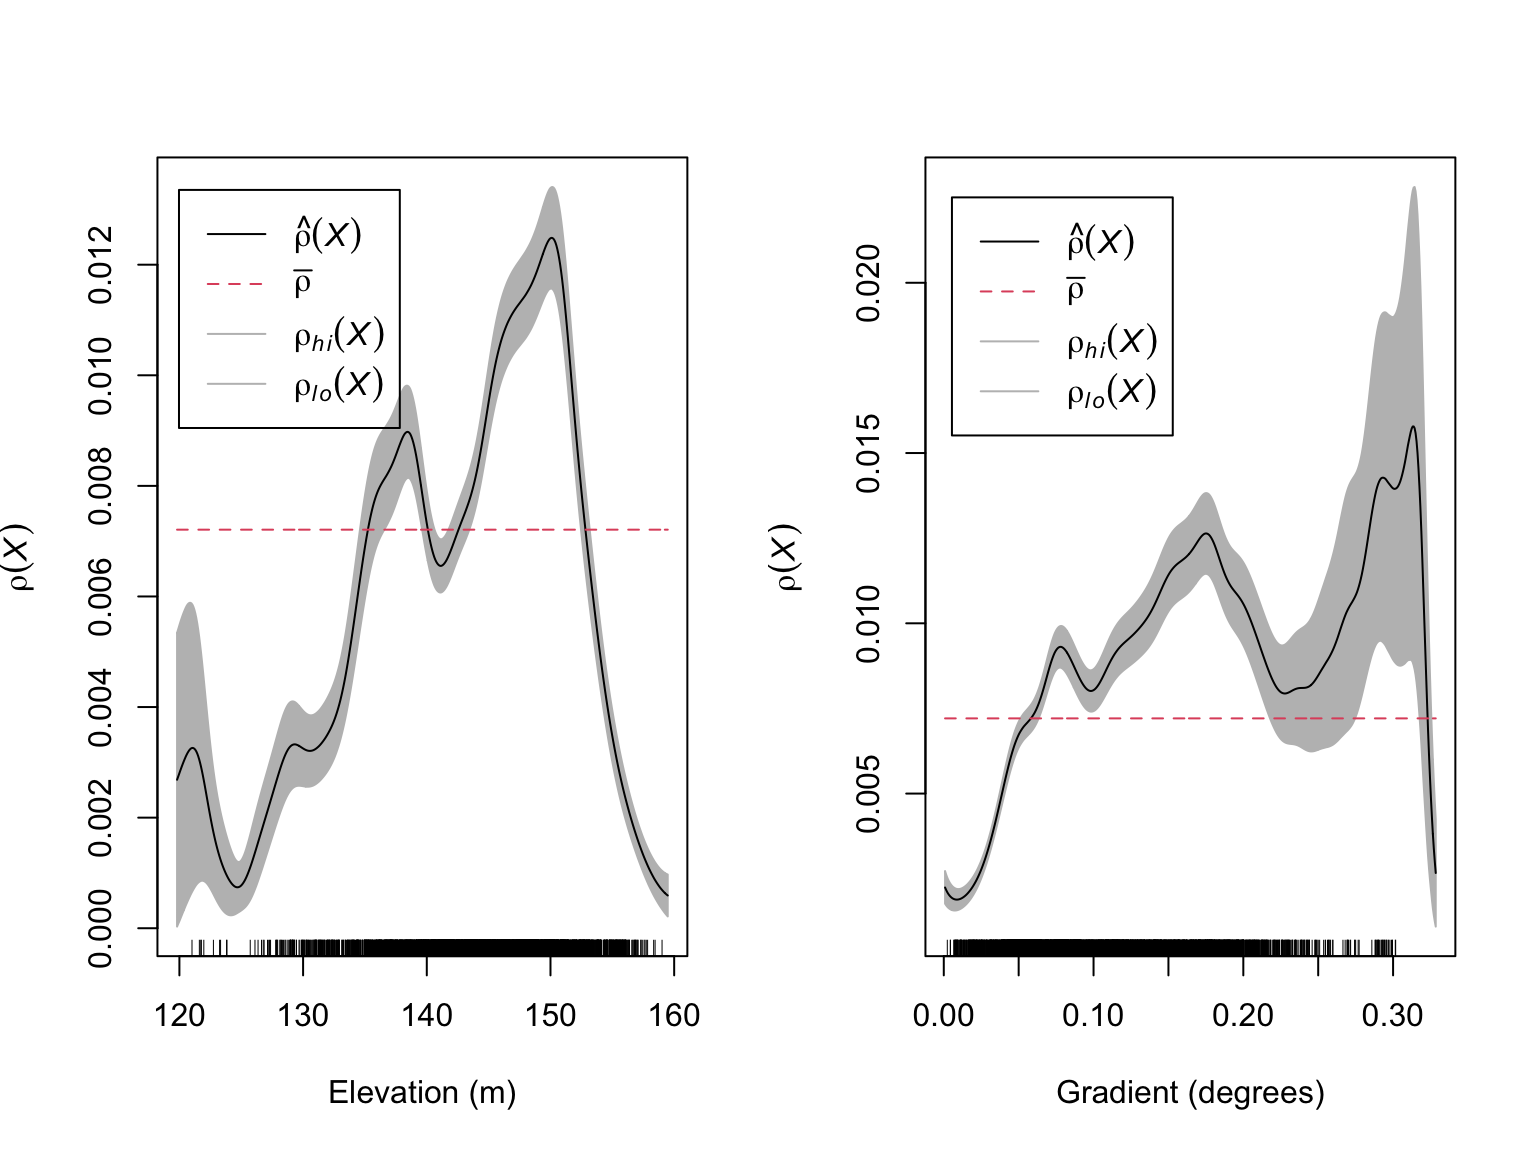 ρ(X)
0.000
0.002
0.004
0.006
0.008
0.010
0.012
ρ̂(X)
ρ̄
ρhi(X)
ρlo(X)
120
130
140
150
160
Elevation (m)
ρ(X)
0.005
0.010
0.015
0.020
ρ̂(X)
ρ̄
ρhi(X)
ρlo(X)
0.00
0.10
0.20
0.30
Gradient (degrees)